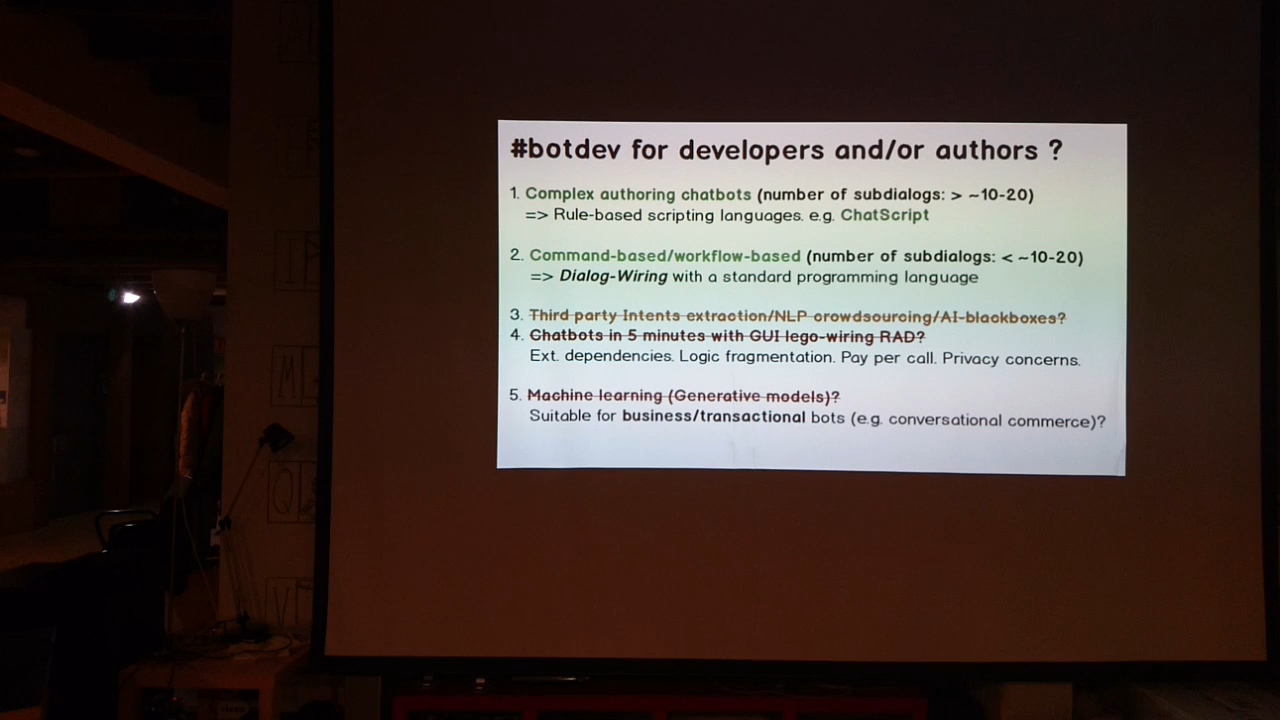 #botdev for developers and/or authors ?
1. Complex authoring chatbots (number of subdialogs: > ~10-20)
=> Rule-based scripting languages. e.g. ChatScript
2. Command-based/workflow-based (number of subdialogs: < ~10-20)
=> Dialog-Wiring with a standard programming language
3. Third party Intents extraction/NLP crowdsourcing/AI-blackboxes?
4. Chatbots in 5 minutes with GUI lego-wiring RAD?
Ext. dependencies. Logic fragmentation. Pay per call. Privacy concerns.
5. Machine learning (Generative models)?
Suitable for business/transactional bots (e.g. conversational commerce)?